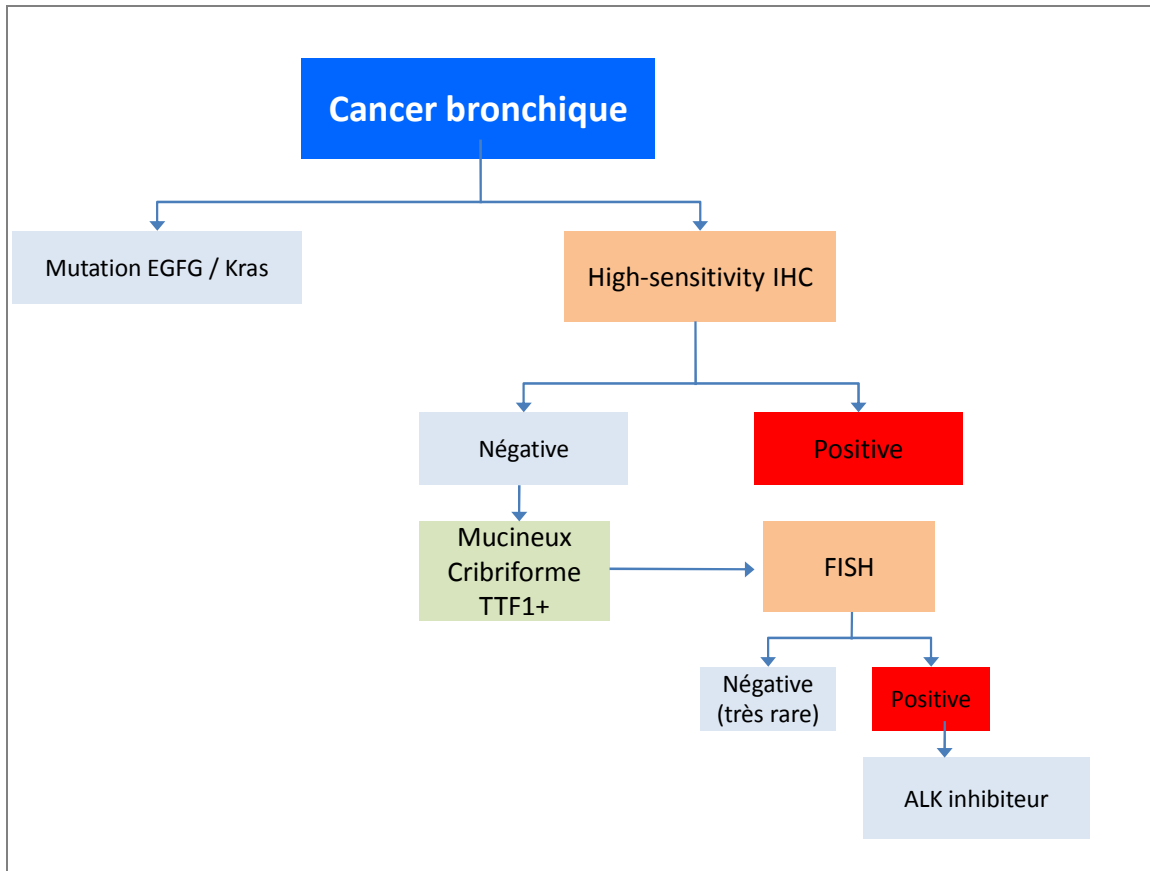 Cancer bronchique
Mutation EGFG / Kras
High-sensitivity IHC
Négative
Positive
Mucineux
Cribriforme
TTF1+
FISH
Négative
(très rare)
Positive
ALK inhibiteur